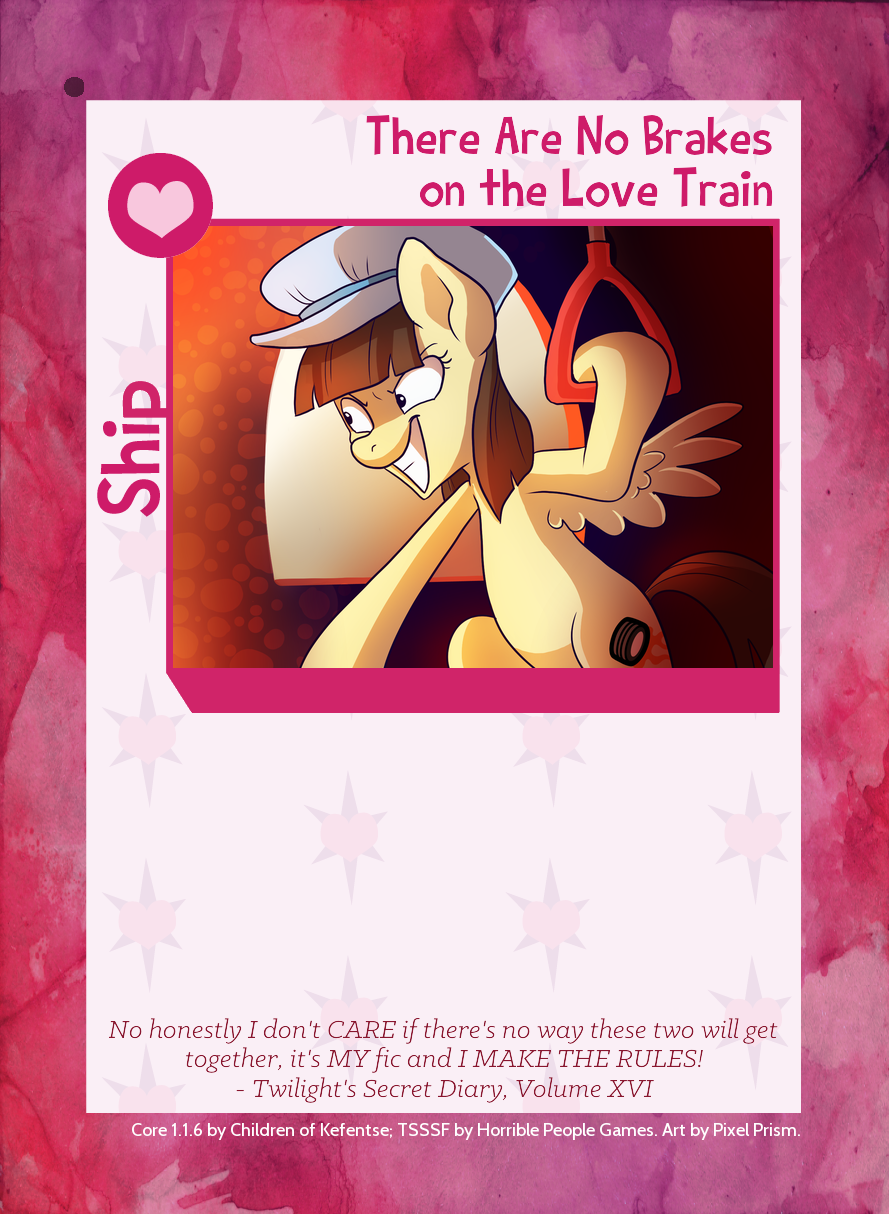 There Are No Brakes
on the Love Train
Ship
No honestly I don't CARE if there's no way these two will get
together, it's MY fic and I MAKE THE RULES!
- Twilight's Secret Diary, Volume XVI
Core 1.1.6 by Children of Kefentse; TSSSF by Horrible People Games. Art by Pixel Prism.